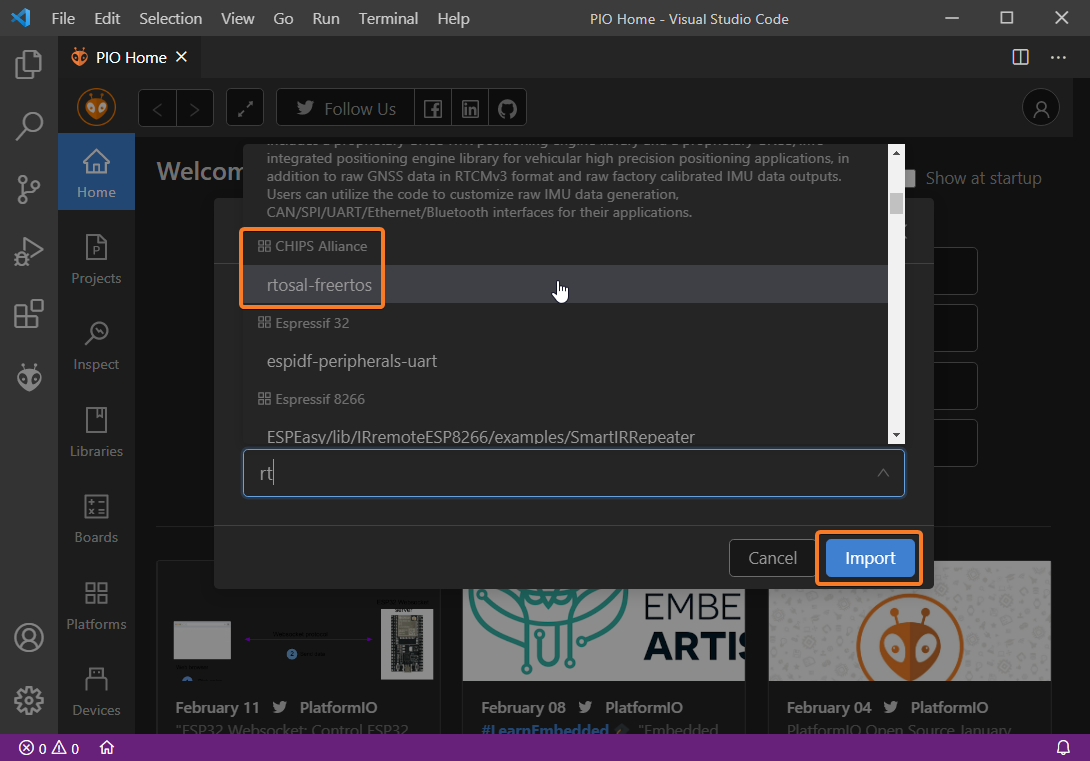 File Edit Selection View Go Run Terminal Help
PIO Home - Visual Studio Code
PIO Home
Follow Us
Home
Projects
Inspect
Libraries
Boards
Platforms
Devices
Welcom
Show at startup
integrated positioning engine library for vehicular high precision positioning applications, in
addition to raw GNSS data in RTCMv3 format and raw factory calibrated IMU data outputs.
Users can utilize the code to customize raw IMU data generation,
CAN/SPI/UART/Ethernet/Bluetooth interfaces for their applications.
CHIPS Alliance
rtosal-freertos
Espressif 32
espidf-peripherals-uart
Espressif 8266
ESPEasy/lib/IRremoteESP8266/examples/SmartIRRepeater
rt
Cancel
Import
EMBE
ARTIS
February 11 PlatformIO
"ESP32 Websocket: Control ESP32
February 08 PlatformIO
#LearnEmbedded "Embedded
February 04 PlatformIO
PlatformIO Open Source January
0 0